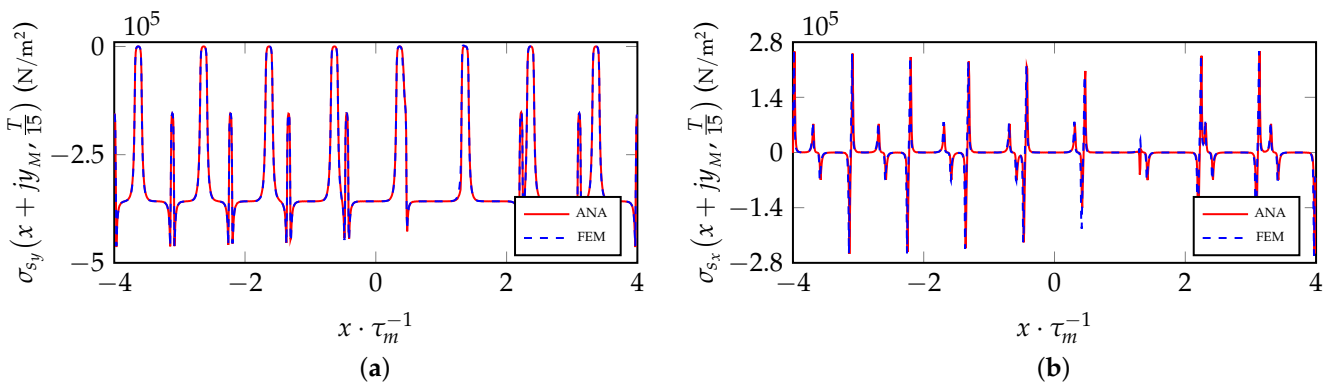 10^5
σ_{s_y}(x + jy_M, T/15) (N/m²)
0
−2.5
−5
−4
−2
0
2
4
x · τ_m^{−1}
ANA
FEM
(a)
10^5
σ_{s_x}(x + jy_M, T/15) (N/m²)
2.8
1.4
0
−1.4
−2.8
−4
−2
0
2
4
x · τ_m^{−1}
ANA
FEM
(b)